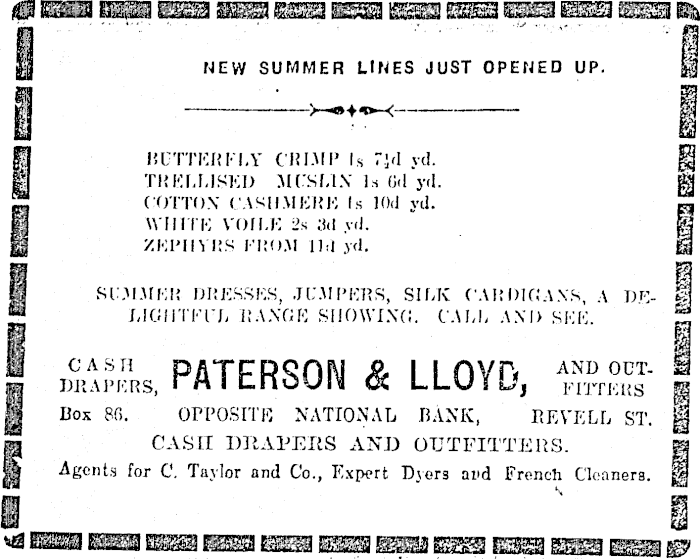 NEW SUMMER LINES JUST OPENED UP.
BUTTERFLY CRIMP 1s 7½d yd.
TRELLISED MUSLIN 1s 6d yd.
COTTON CASHMERE 1s 10d yd.
WHITE VOILE 2s 3d yd.
ZEPHYRS FROM 11d yd.
SUMMER DRESSES, JUMPERS, SILK CARDIGANS, A DE-
LIGHTFUL RANGE SHOWING. CALL AND SEE.
CASH
DRAPERS,
PATERSON & LLOYD,
AND OUT-
FITTERS
Box 86. OPPOSITE NATIONAL BANK, REVELL ST.
CASH DRAPERS AND OUTFITTERS.
Agents for C. Taylor and Co., Expert Dyers and French Cleaners.